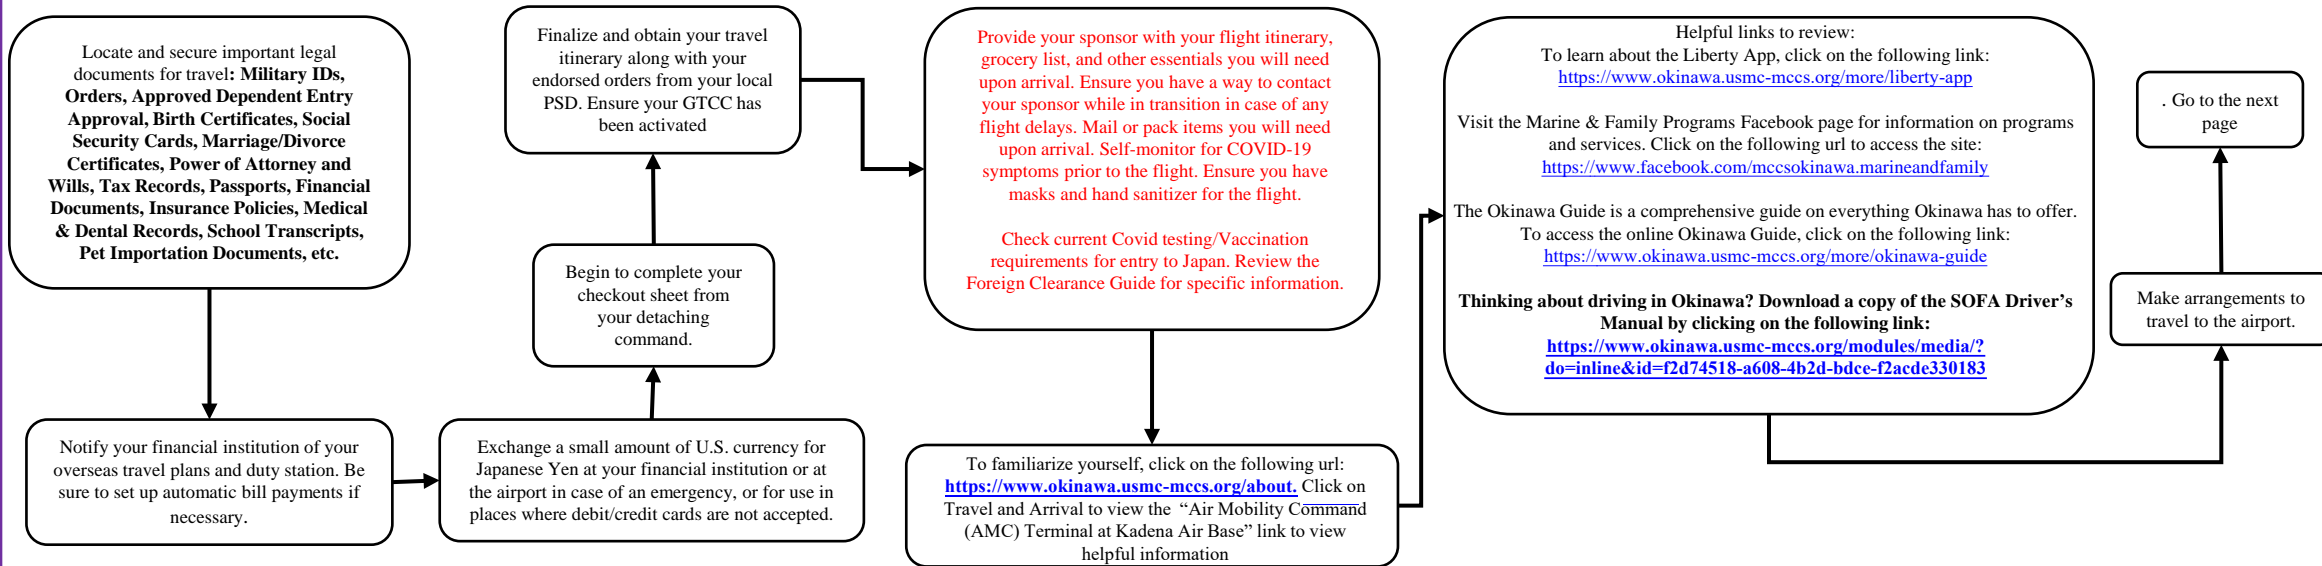 Locate and secure important legal
documents for travel: Military IDs,
Orders, Approved Dependent Entry
Approval, Birth Certificates, Social
Security Cards, Marriage/Divorce
Certificates, Power of Attorney and
Wills, Tax Records, Passports, Financial
Documents, Insurance Policies, Medical
& Dental Records, School Transcripts,
Pet Importation Documents, etc.
Notify your financial institution of your
overseas travel plans and duty station. Be
sure to set up automatic bill payments if
necessary.
Exchange a small amount of U.S. currency for
Japanese Yen at your financial institution or at
the airport in case of an emergency, or for use in
places where debit/credit cards are not accepted.
Begin to complete your
checkout sheet from
your detaching
command.
Finalize and obtain your travel
itinerary along with your
endorsed orders from your local
PSD. Ensure your GTCC has
been activated
Provide your sponsor with your flight itinerary,
grocery list, and other essentials you will need
upon arrival. Ensure you have a way to contact
your sponsor while in transition in case of any
flight delays. Mail or pack items you will need
upon arrival. Self-monitor for COVID-19
symptoms prior to the flight. Ensure you have
masks and hand sanitizer for the flight.
Check current Covid testing/Vaccination
requirements for entry to Japan. Review the
Foreign Clearance Guide for specific information.
To familiarize yourself, click on the following url:
https://www.okinawa.usmc-mccs.org/about. Click on
Travel and Arrival to view the “Air Mobility Command
(AMC) Terminal at Kadena Air Base” link to view
helpful information
Helpful links to review:
To learn about the Liberty App, click on the following link:
https://www.okinawa.usmc-mccs.org/more/liberty-app
Visit the Marine & Family Programs Facebook page for information on programs
and services. Click on the following url to access the site:
https://www.facebook.com/mccsokinawa.marineandfamily
The Okinawa Guide is a comprehensive guide on everything Okinawa has to offer.
To access the online Okinawa Guide, click on the following link:
https://www.okinawa.usmc-mccs.org/more/okinawa-guide
Thinking about driving in Okinawa? Download a copy of the SOFA Driver’s
Manual by clicking on the following link:
https://www.okinawa.usmc-mccs.org/modules/media/?
do=inline&id=f2d74518-a608-4b2d-bdce-f2acde330183
Make arrangements to
travel to the airport.
. Go to the next
page